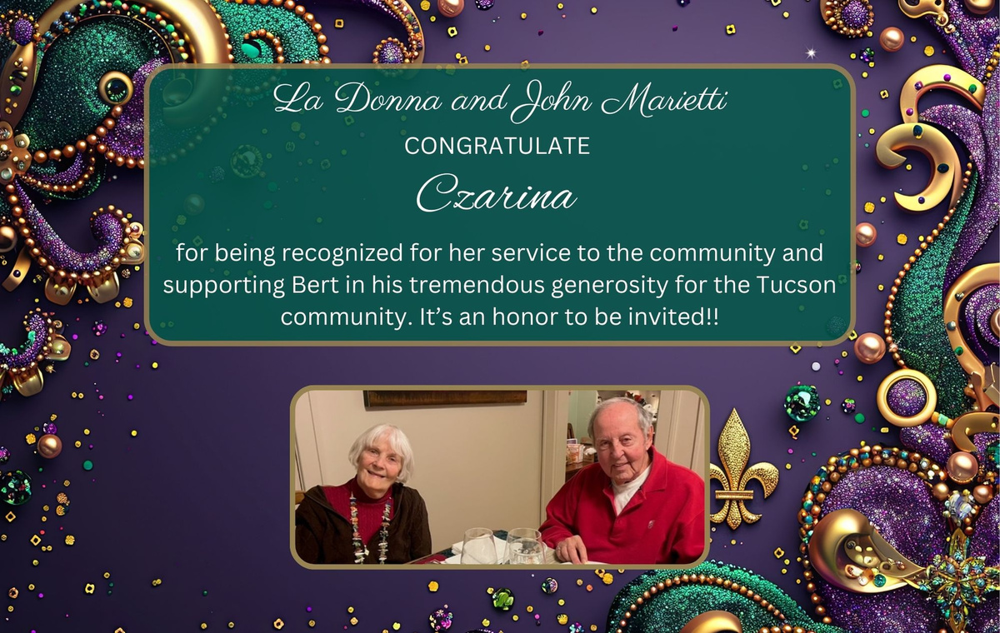 La Donna and John Marietti
CONGRATULATE
Czarina
for being recognized for her service to the community and
supporting Bert in his tremendous generosity for the Tucson
community. It’s an honor to be invited!!